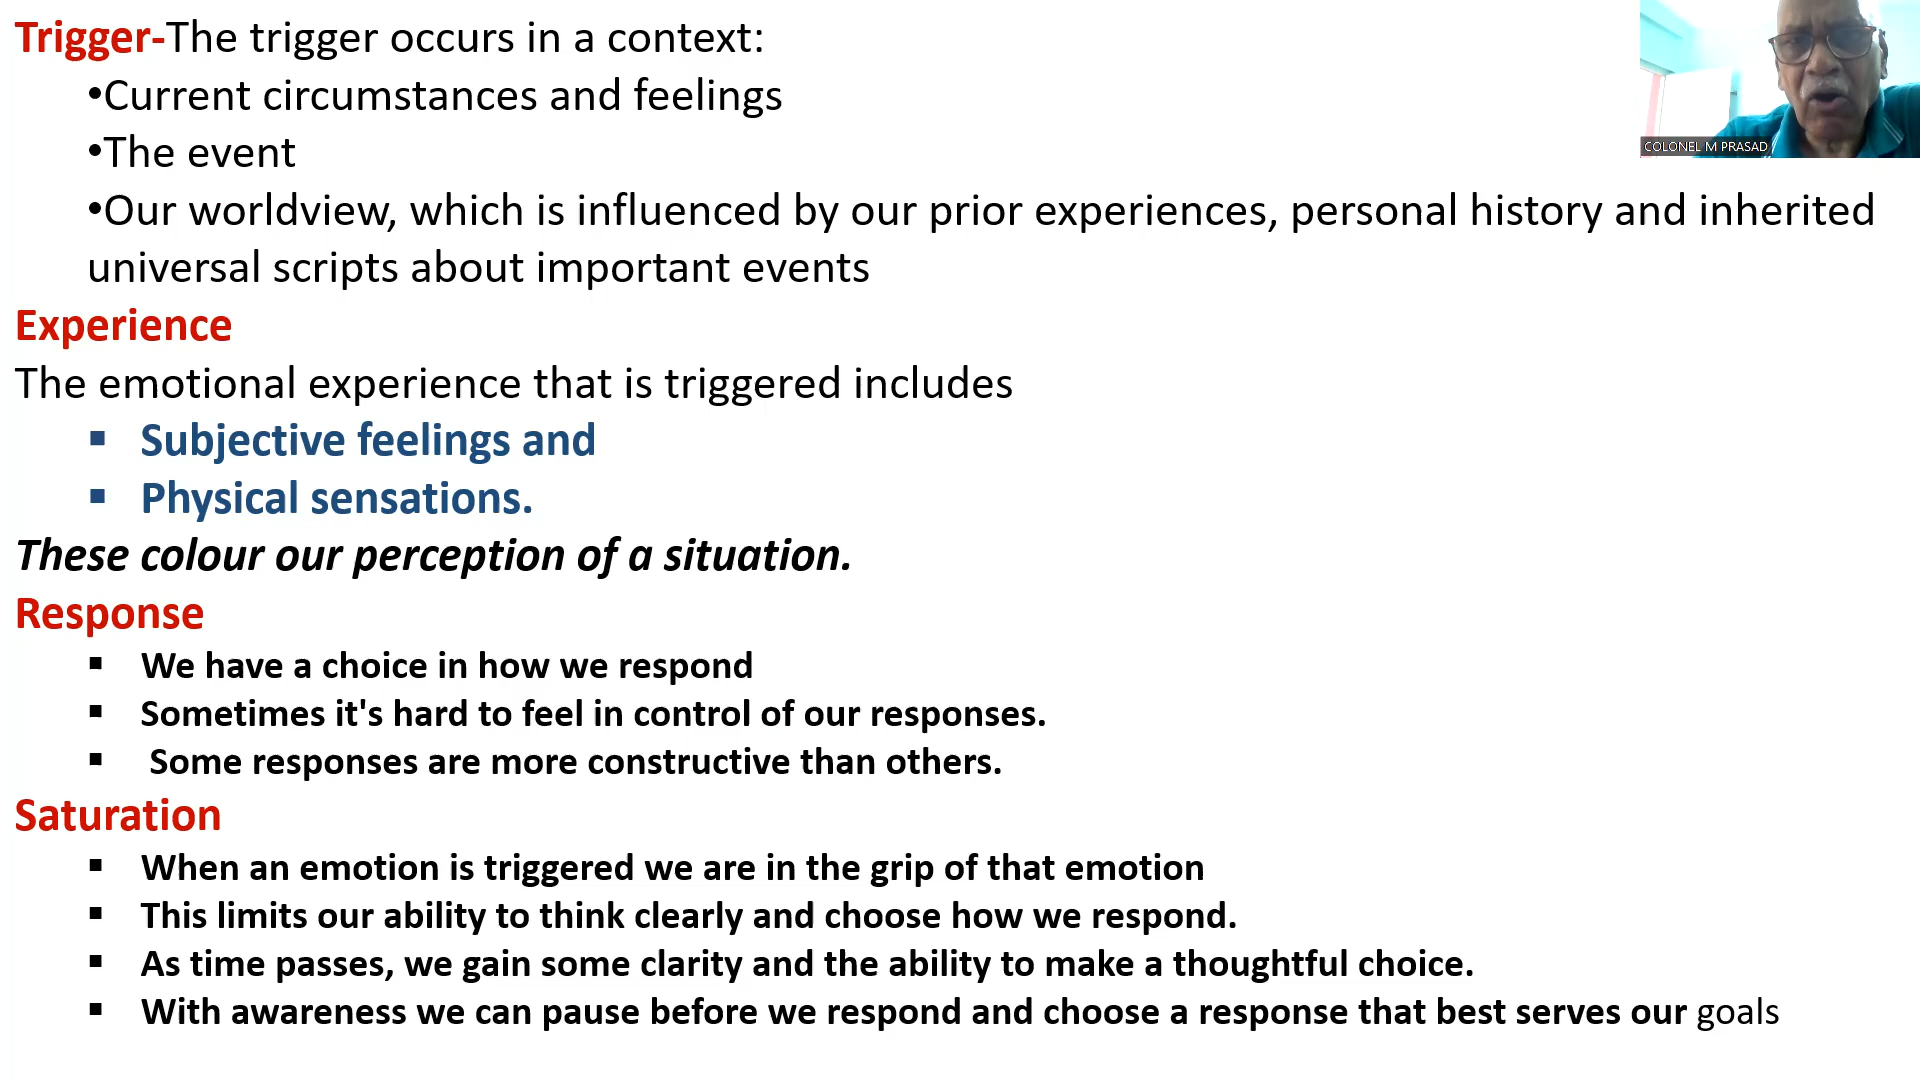 Trigger-The trigger occurs in a context:
•Current circumstances and feelings
•The event
•Our worldview, which is influenced by our prior experiences, personal history and inherited
universal scripts about important events
Experience
The emotional experience that is triggered includes
▪ Subjective feelings and
▪ Physical sensations.
These colour our perception of a situation.
Response
▪ We have a choice in how we respond
▪ Sometimes it's hard to feel in control of our responses.
▪ Some responses are more constructive than others.
Saturation
▪ When an emotion is triggered we are in the grip of that emotion
▪ This limits our ability to think clearly and choose how we respond.
▪ As time passes, we gain some clarity and the ability to make a thoughtful choice.
▪ With awareness we can pause before we respond and choose a response that best serves our goals
COLONEL M PRASAD